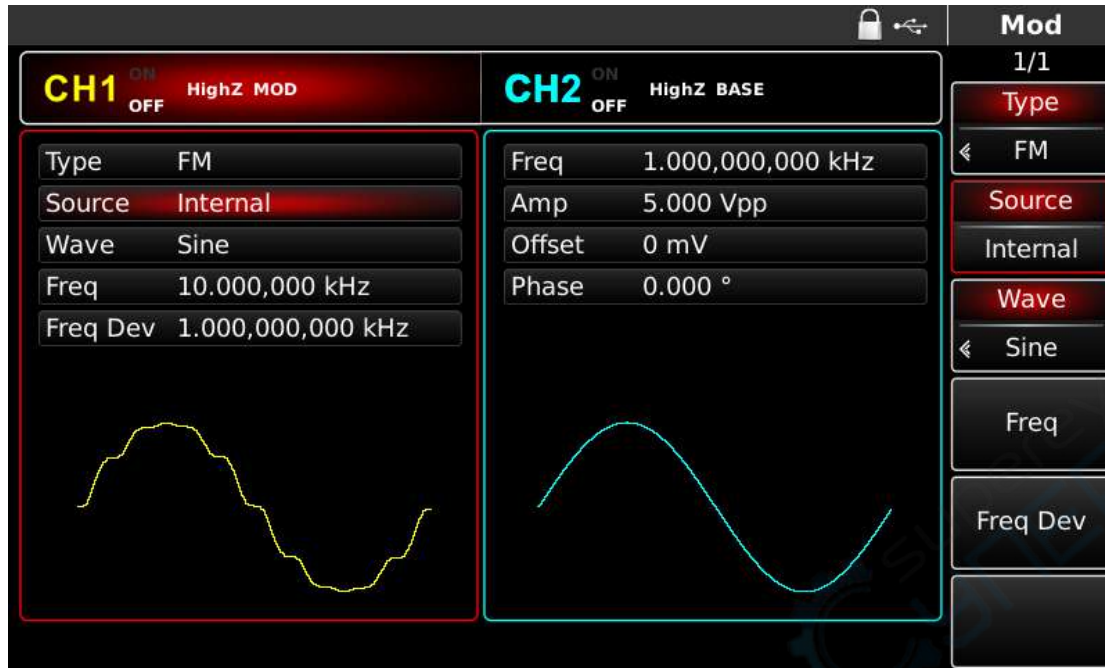 Mod
1/1
CH1 ON OFF HighZ MOD
CH2 ON OFF HighZ BASE
Type FM
Source Internal
Wave Sine
Freq 10.000,000 kHz
Freq Dev 1.000,000,000 kHz
Freq 1.000,000,000 kHz
Amp 5.000 Vpp
Offset 0 mV
Phase 0.000 °
Type
FM
Source
Internal
Wave
Sine
Freq
Freq Dev